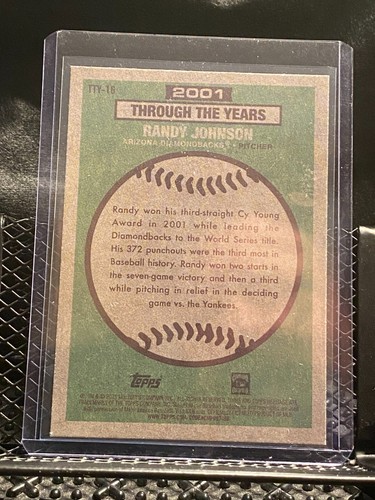 TTY-16
2001
THROUGH THE YEARS
RANDY JOHNSON
ARIZONA DIAMONDBACKS • PITCHER
Randy won his third-straight Cy Young
Award in 2001 while leading the
Diamondbacks to the World Series title.
His 372 punchouts were the third most in
Baseball history. Randy won two starts in
the seven-game victory and then a third
while pitching in relief in the deciding
game vs. the Yankees.
TOPPS